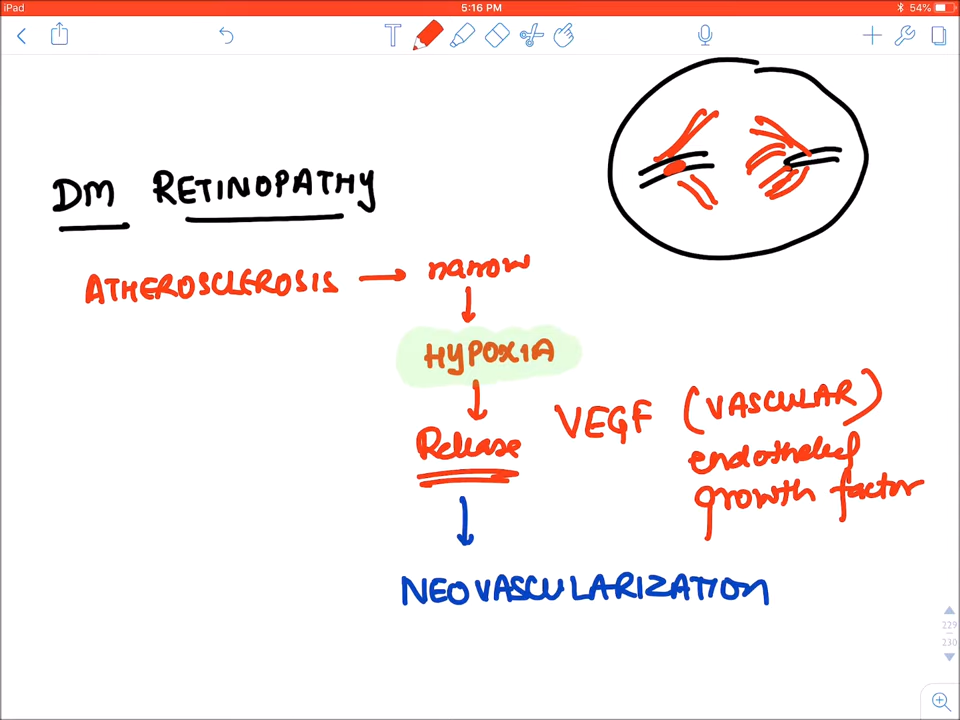 iPad 5:16 PM 54%
T
DM RETINOPATHY
ATHEROSCLEROSIS → narrow
↓
HYPOXIA
↓
Release VEGF (VASCULAR)
endothelial
growth factor
↓
NEOVASCULARIZATION
229
230